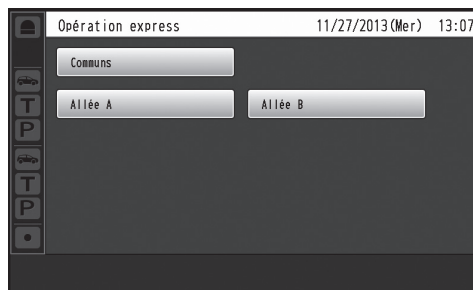 Opération express 11/27/2013(Mer) 13:07
Communs
Allée A Allée B
T
P
T
P